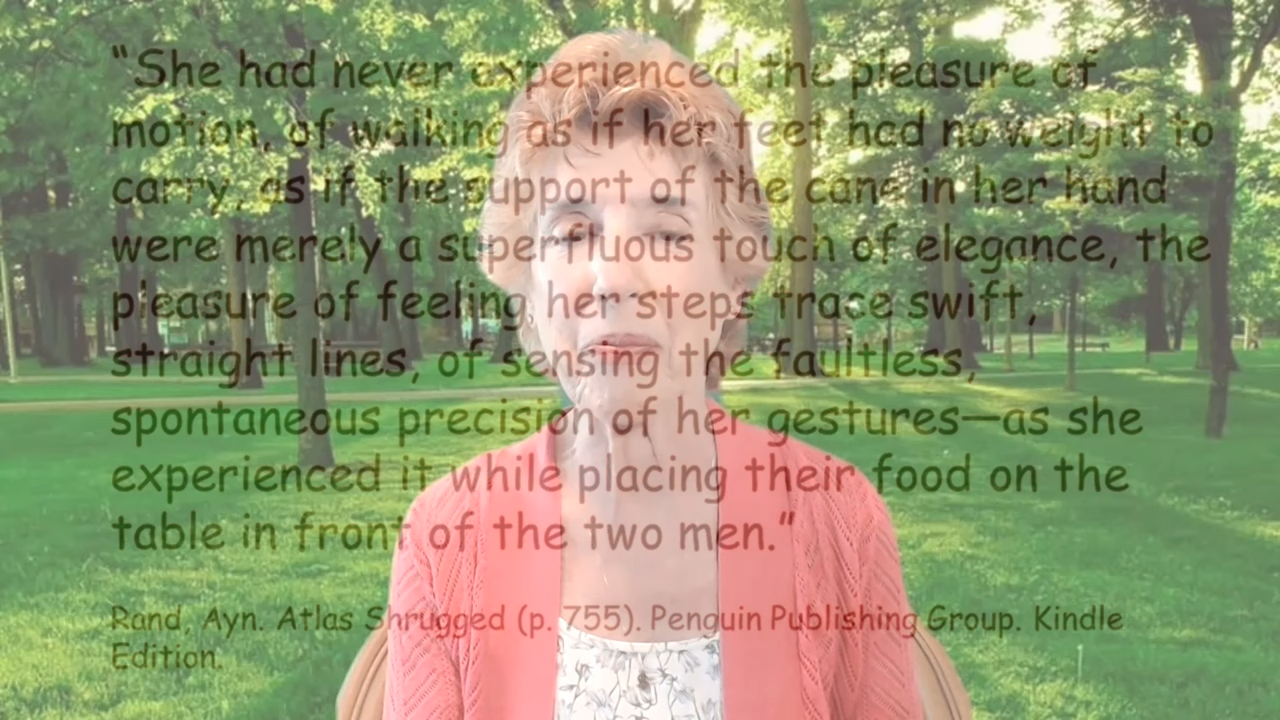 “She had never experienced the pleasure of
motion, of walking as if her feet had no weight to
carry, as if the support of the cane in her hand
were merely a superfluous touch of elegance, the
pleasure of feeling her steps trace swift,
straight lines, of sensing the faultless,
spontaneous precision of her gestures—as she
experienced it while placing their food on the
table in front of the two men.”
Rand, Ayn. Atlas Shrugged (p. 755). Penguin Publishing Group. Kindle
Edition.